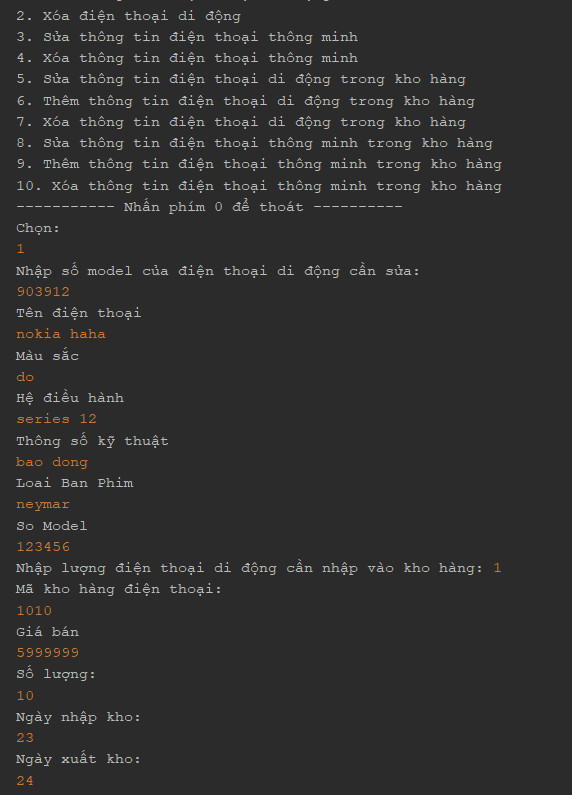 2. Xóa điện thoại di động
3. Sửa thông tin điện thoại thông minh
4. Xóa thông tin điện thoại thông minh
5. Sửa thông tin điện thoại di động trong kho hàng
6. Thêm thông tin điện thoại di động trong kho hàng
7. Xóa thông tin điện thoại di động trong kho hàng
8. Sửa thông tin điện thoại thông minh trong kho hàng
9. Thêm thông tin điện thoại thông minh trong kho hàng
10. Xóa thông tin điện thoại thông minh trong kho hàng
----------- Nhấn phím 0 để thoát ----------
Chọn:
1
Nhập số model của điện thoại di động cần sửa:
903912
Tên điện thoại
nokia haha
Màu sắc
do
Hệ điều hành
series 12
Thông số kỹ thuật
bao dong
Loai Ban Phim
neymar
So Model
123456
Nhập lượng điện thoại di động cần nhập vào kho hàng: 1
Mã kho hàng điện thoại:
1010
Giá bán
5999999
Số lượng:
10
Ngày nhập kho:
23
Ngày xuất kho:
24